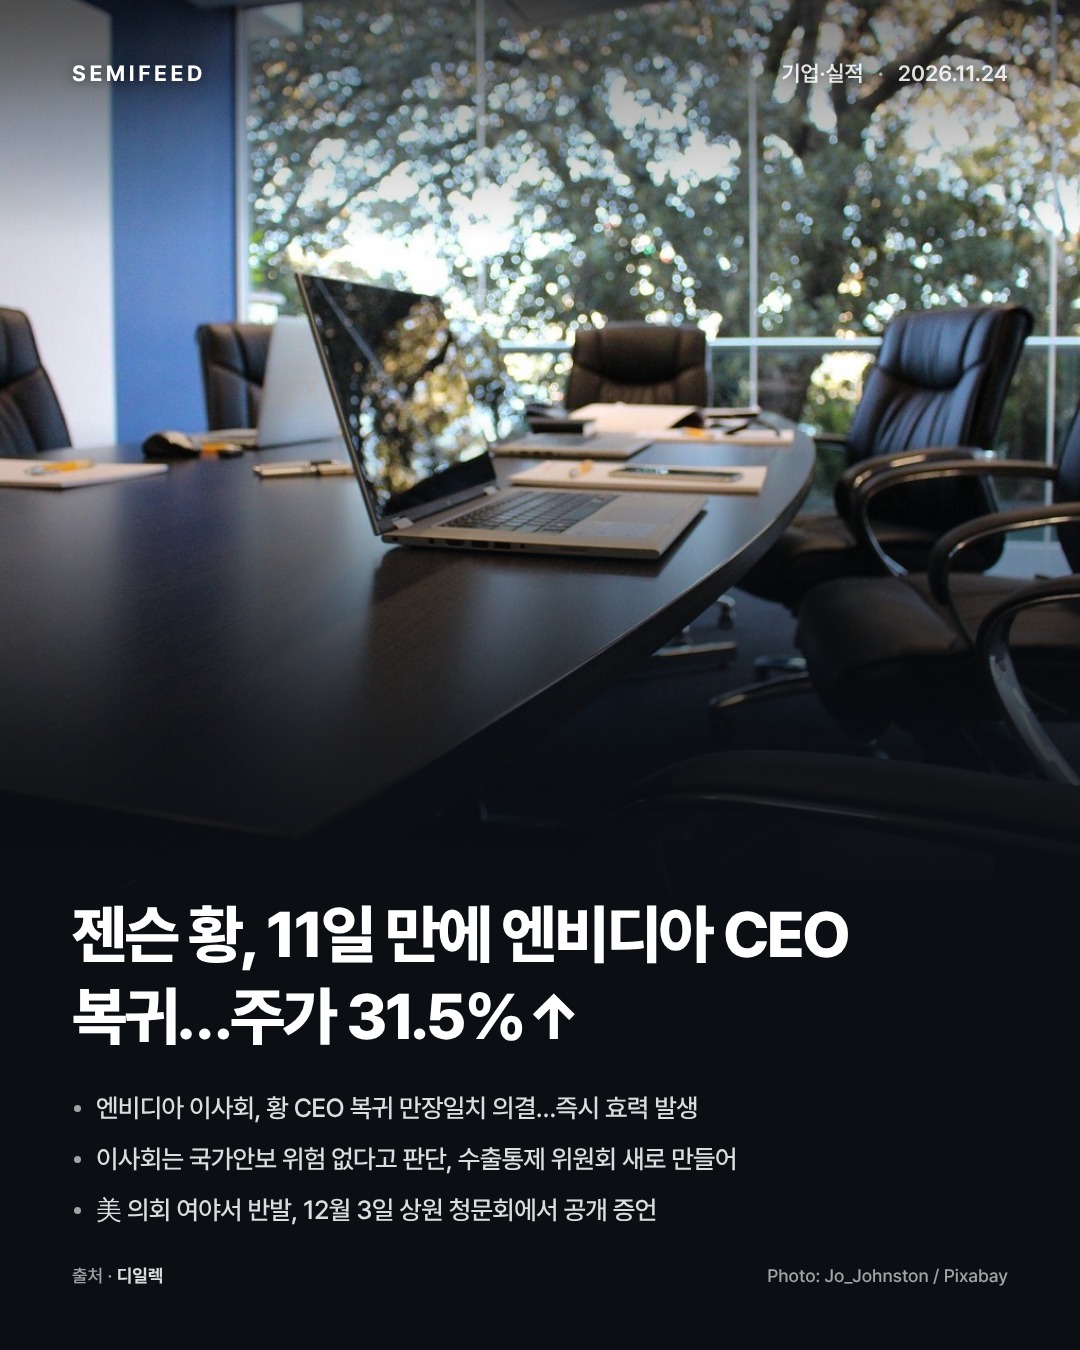 SEMIFEED
기업·실적 · 2026.11.24
젠슨 황, 11일 만에 엔비디아 CEO
복귀…주가 31.5%↑
• 엔비디아 이사회, 황 CEO 복귀 만장일치 의결…즉시 효력 발생
• 이사회는 국가안보 위험 없다고 판단, 수출통제 위원회 새로 만들어
• 美 의회 여야서 반발, 12월 3일 상원 청문회에서 공개 증언
출처 · 디일렉
Photo: Jo_Johnston / Pixabay